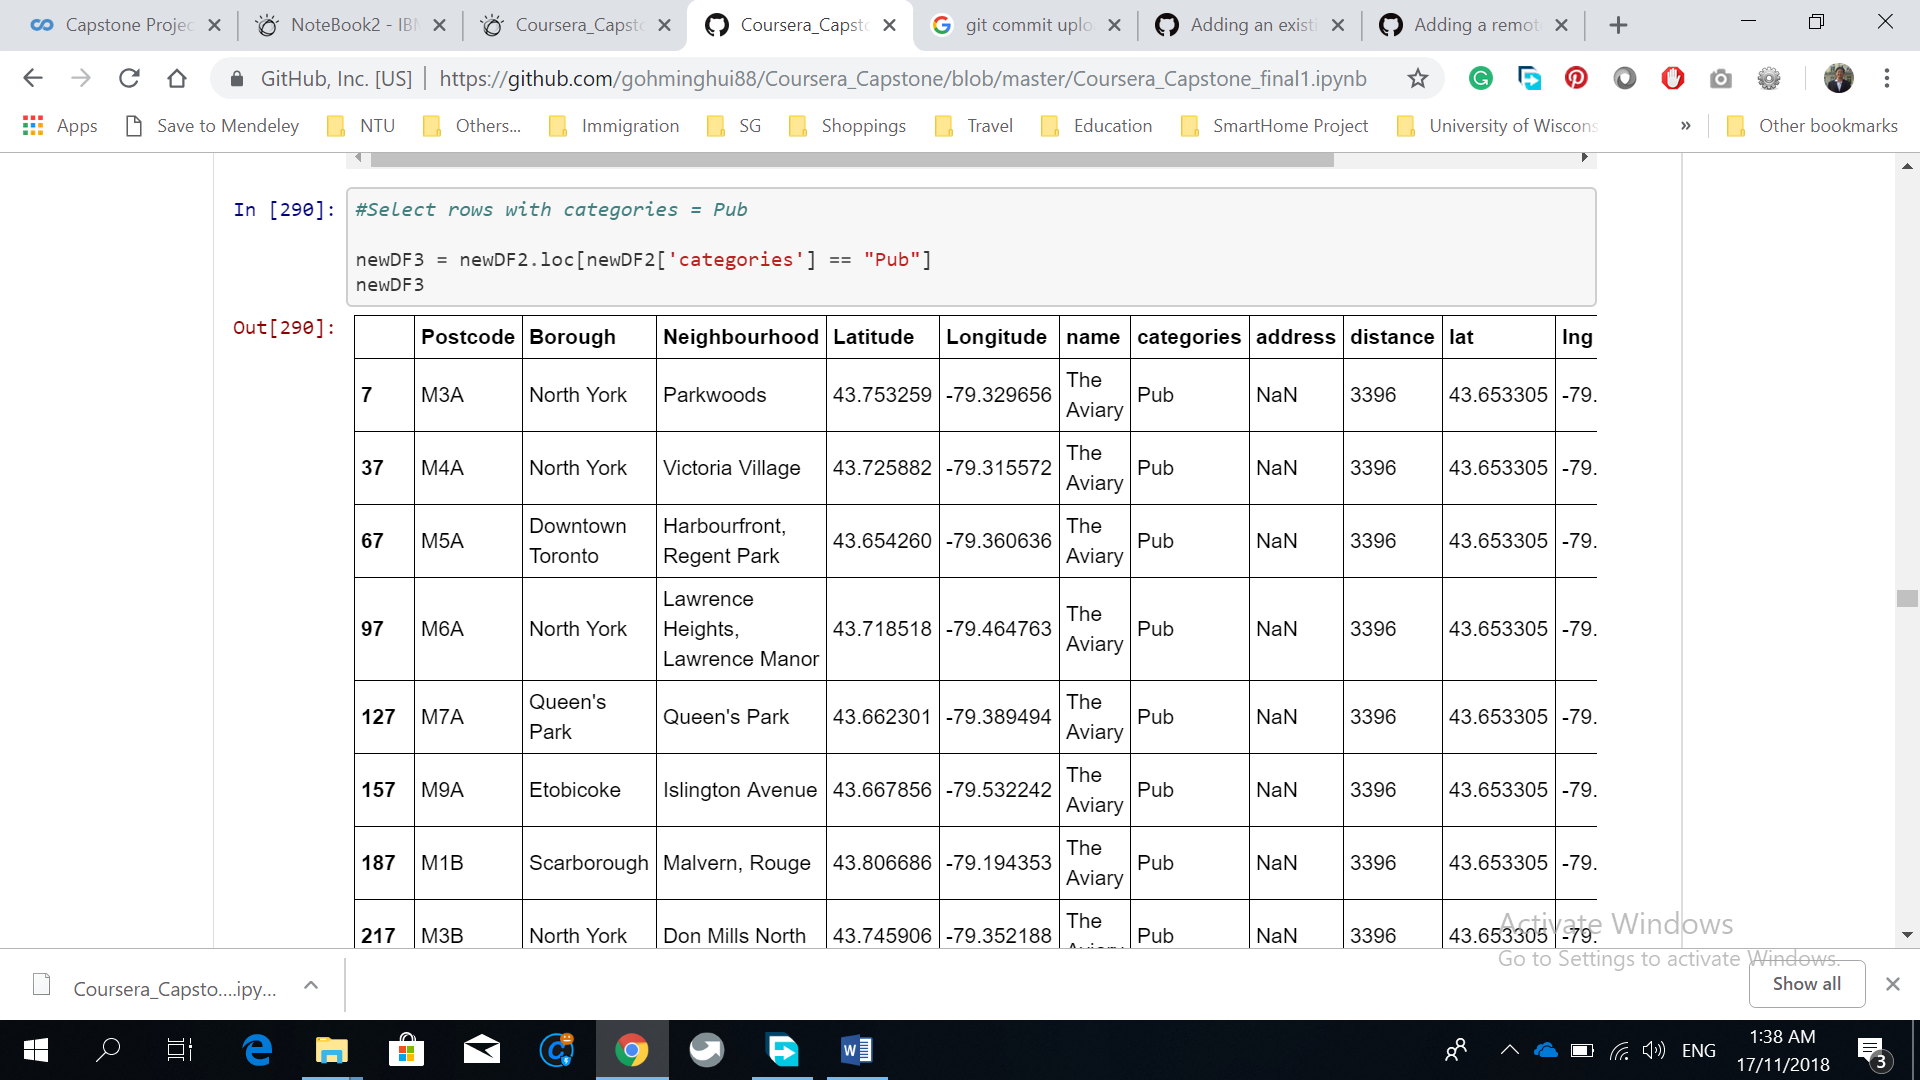 Capstone Projec
NoteBook2 - IBM
Coursera_Capsto
Coursera_Capsto
git commit uplo
Adding an existi
Adding a remot
GitHub, Inc. [US] | https://github.com/gohminghui88/Coursera_Capstone/blob/master/Coursera_Capstone_final1.ipynb
Apps Save to Mendeley NTU Others... Immigration SG Shoppings Travel Education SmartHome Project University of Wiscons » Other bookmarks
In [290]: #Select rows with categories = Pub
newDF3 = newDF2.loc[newDF2['categories'] == "Pub"]
newDF3
Out[290]:
Postcode Borough Neighbourhood Latitude Longitude name categories address distance lat lng
7 M3A North York Parkwoods 43.753259 -79.329656 The Aviary Pub NaN 3396 43.653305 -79.
37 M4A North York Victoria Village 43.725882 -79.315572 The Aviary Pub NaN 3396 43.653305 -79.
67 M5A Downtown Toronto Harbourfront, Regent Park 43.654260 -79.360636 The Aviary Pub NaN 3396 43.653305 -79.
97 M6A North York Lawrence Heights, Lawrence Manor 43.718518 -79.464763 The Aviary Pub NaN 3396 43.653305 -79.
127 M7A Queen's Park Queen's Park 43.662301 -79.389494 The Aviary Pub NaN 3396 43.653305 -79.
157 M9A Etobicoke Islington Avenue 43.667856 -79.532242 The Aviary Pub NaN 3396 43.653305 -79.
187 M1B Scarborough Malvern, Rouge 43.806686 -79.194353 The Aviary Pub NaN 3396 43.653305 -79.
217 M3B North York Don Mills North 43.745906 -79.352188 The Pub NaN 3396 43.653305 -79.
Activate Windows
Go to Settings to activate Windows.
Coursera_Capsto....ipy...
Show all
ENG
1:38 AM
17/11/2018
3